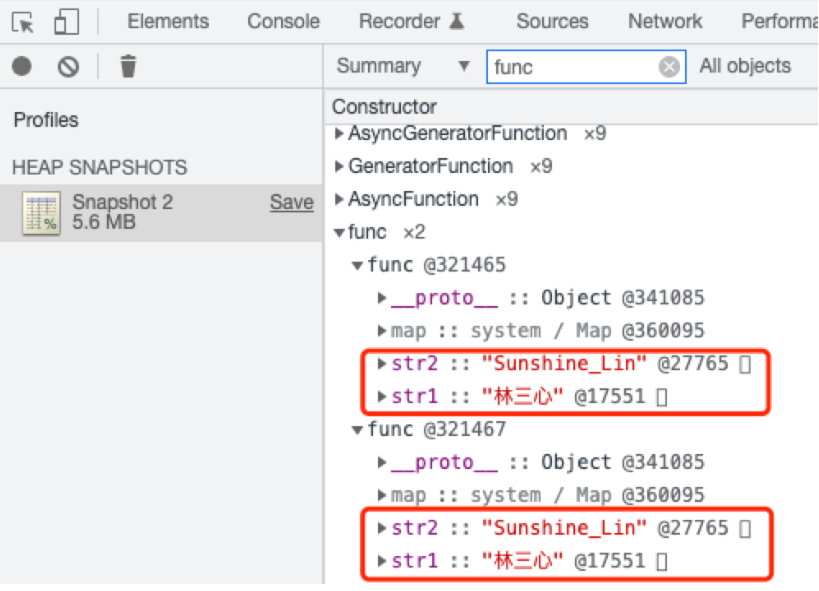 Elements Console Recorder Sources Network Performa
Summary ▼ func All objects
Profiles
Constructor
▶AsyncGeneratorFunction ×9
HEAP SNAPSHOTS
▶GeneratorFunction ×9
Snapshot 2 Save
5.6 MB
▶AsyncFunction ×9
▼func ×2
▼func @321465
▶__proto__ :: Object @341085
▶map :: system / Map @360095
▶str2 :: "Sunshine_Lin" @27765 []
▶str1 :: "林三心" @17551 []
▼func @321467
▶__proto__ :: Object @341085
▶map :: system / Map @360095
▶str2 :: "Sunshine_Lin" @27765 []
▶str1 :: "林三心" @17551 []